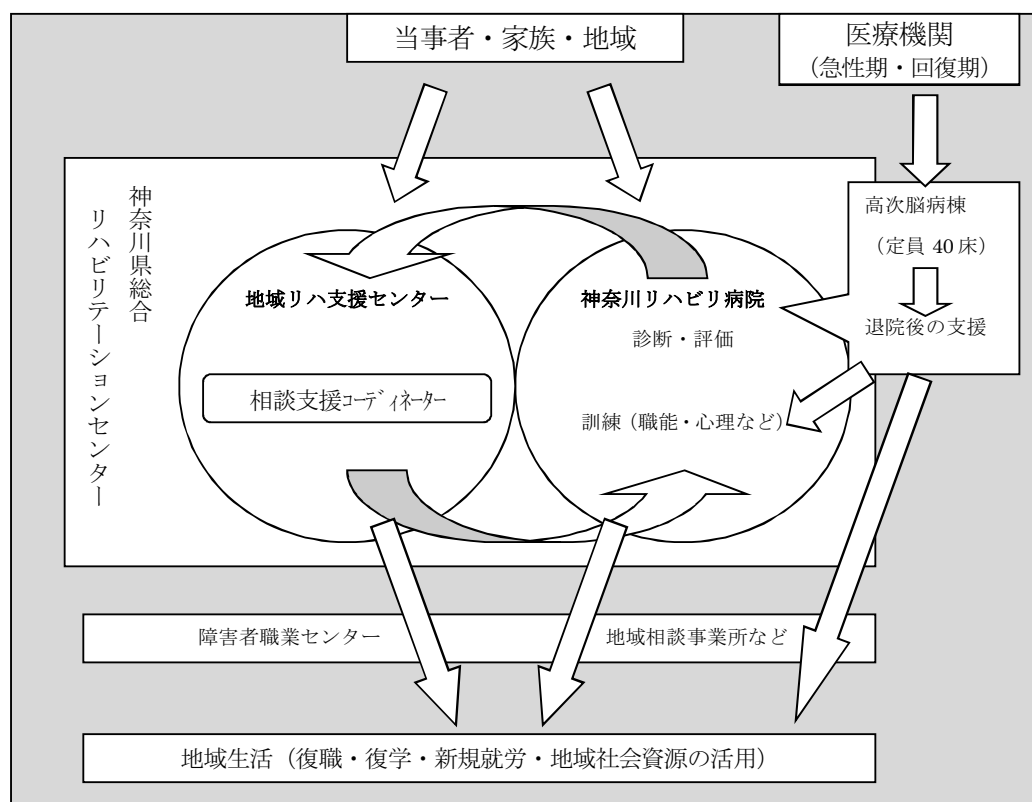 当事者・家族・地域
医療機関
（急性期・回復期）
神奈川県総合
リハビリテーションセンター
高次脳病棟
（定員 40 床）
退院後の支援
地域リハ支援センター
神奈川リハビリ病院
診断・評価
相談支援ｺｰﾃﾞｨﾈｰﾀｰ
訓練（職能・心理など）
障害者職業センター
地域相談事業所など
地域生活（復職・復学・新規就労・地域社会資源の活用）